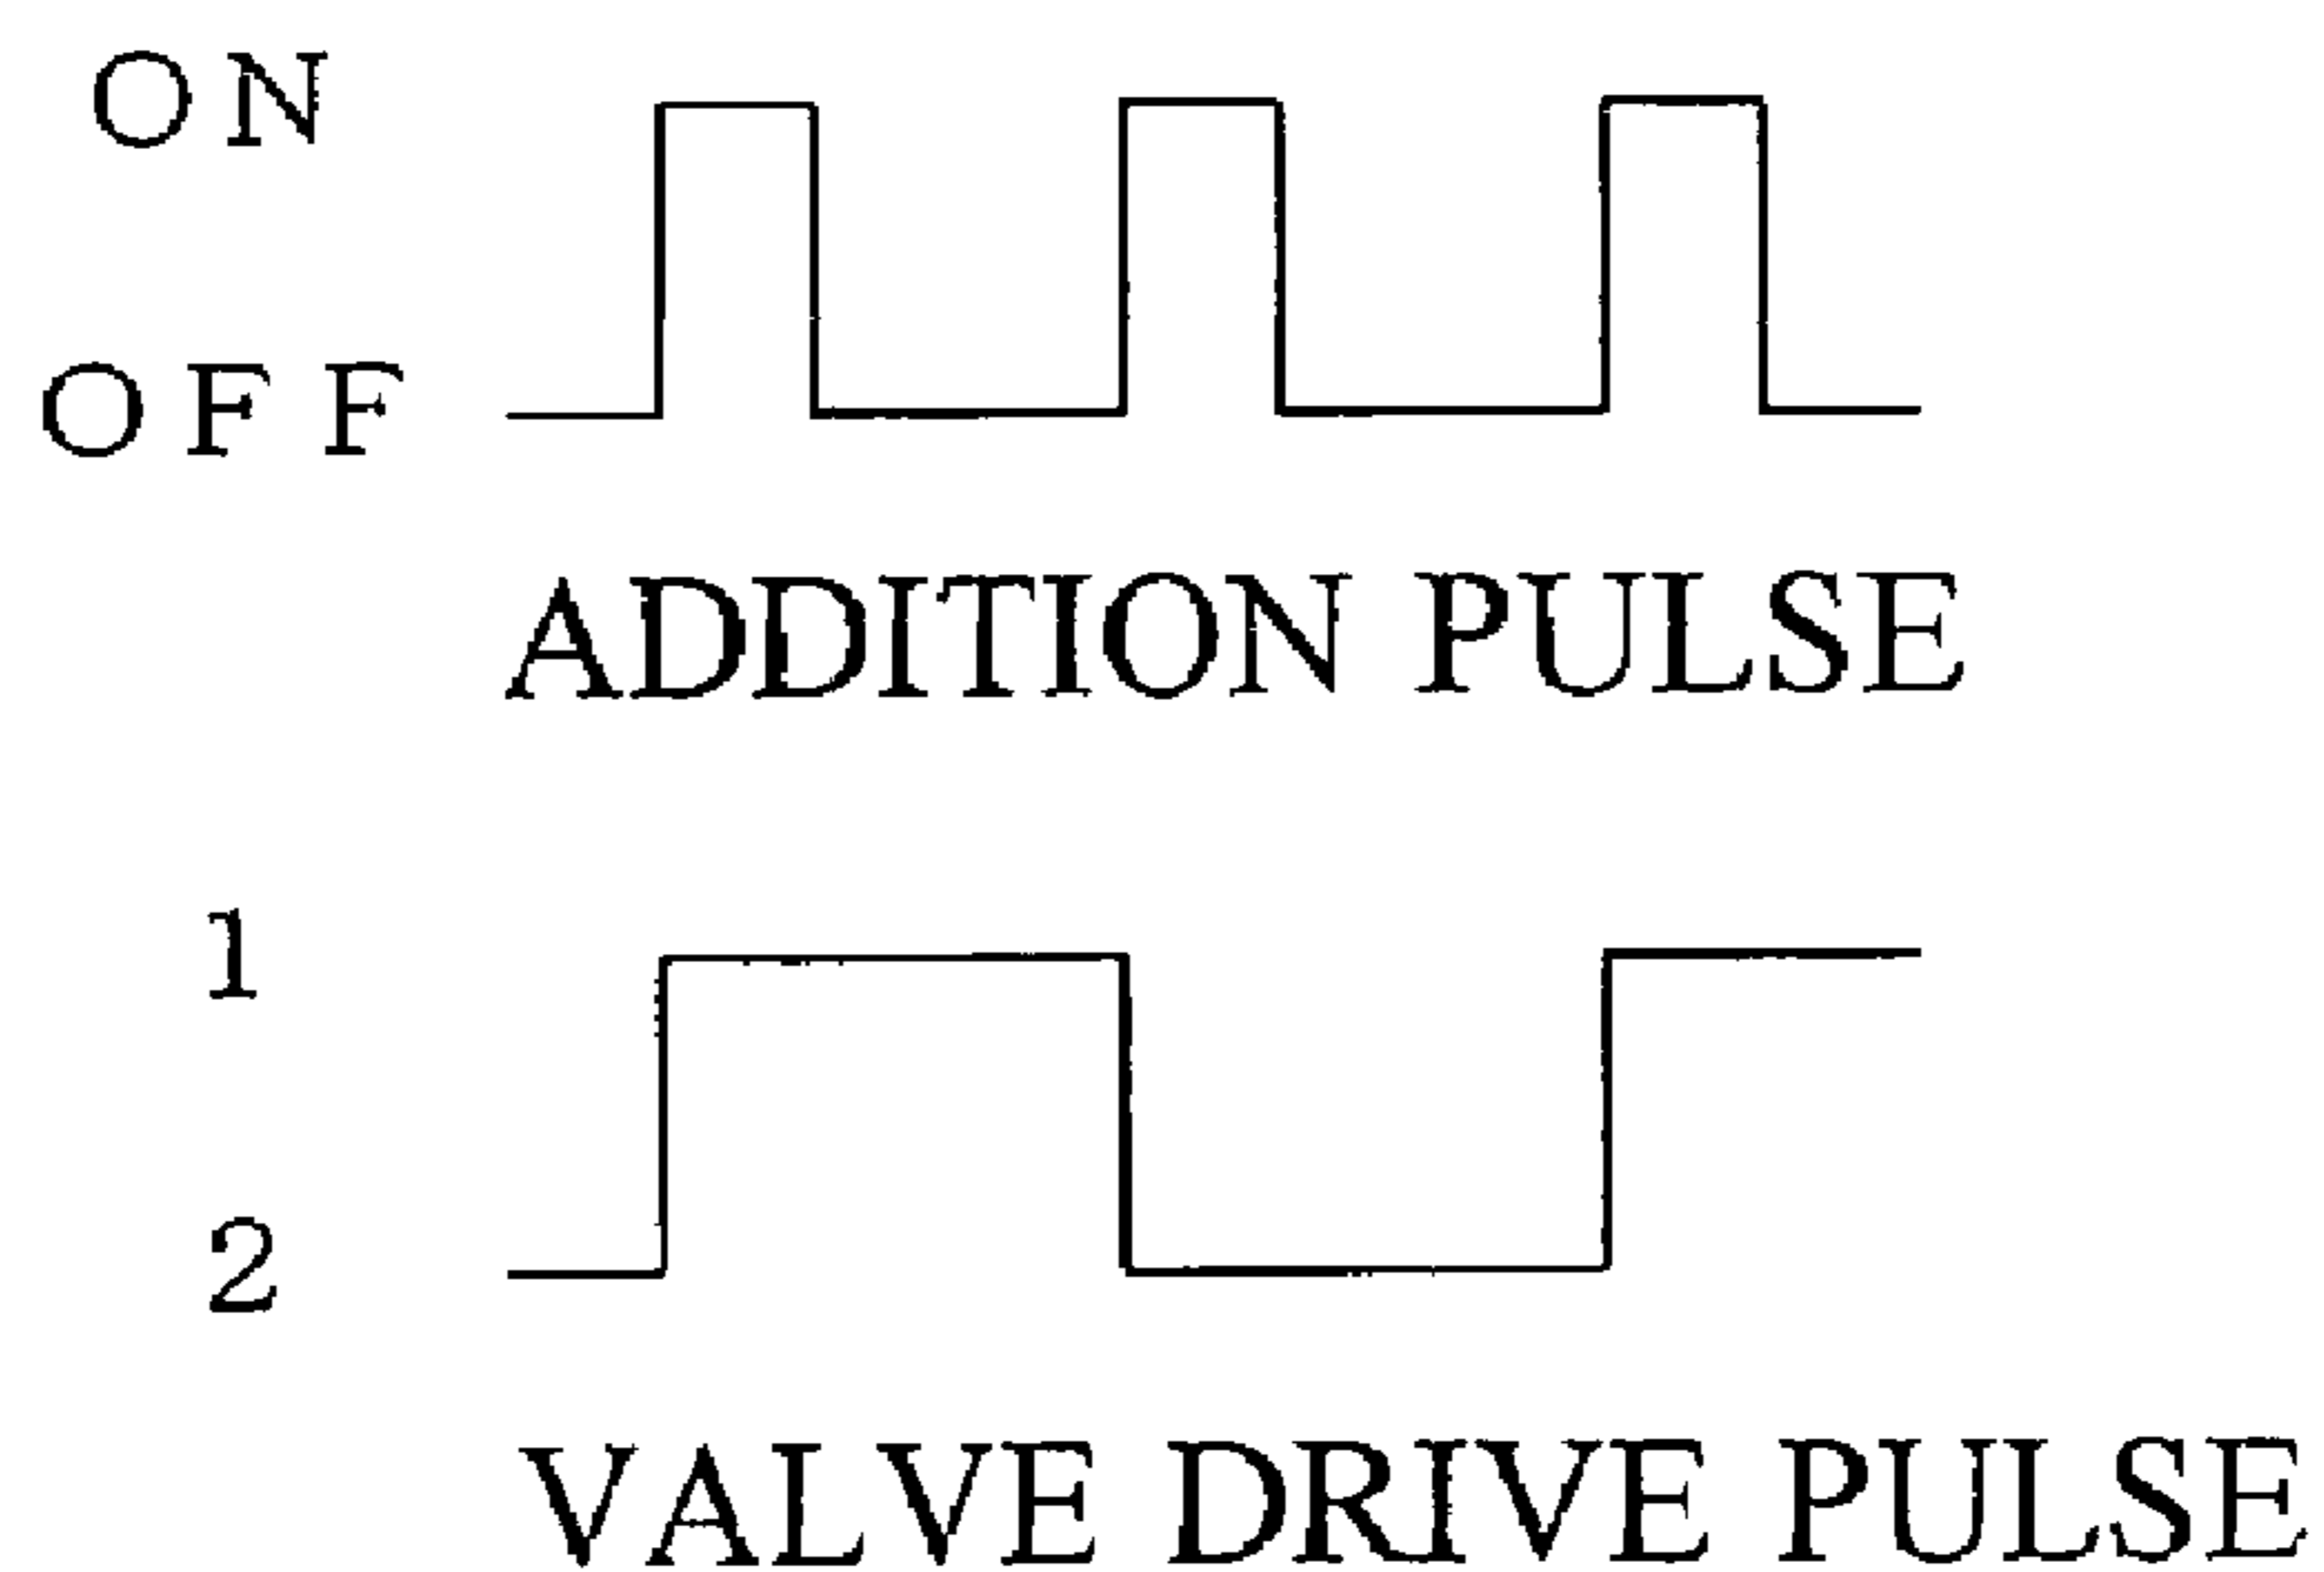 ON
OFF
ADDITION PULSE
1
2
VALVE DRIVE PULSE